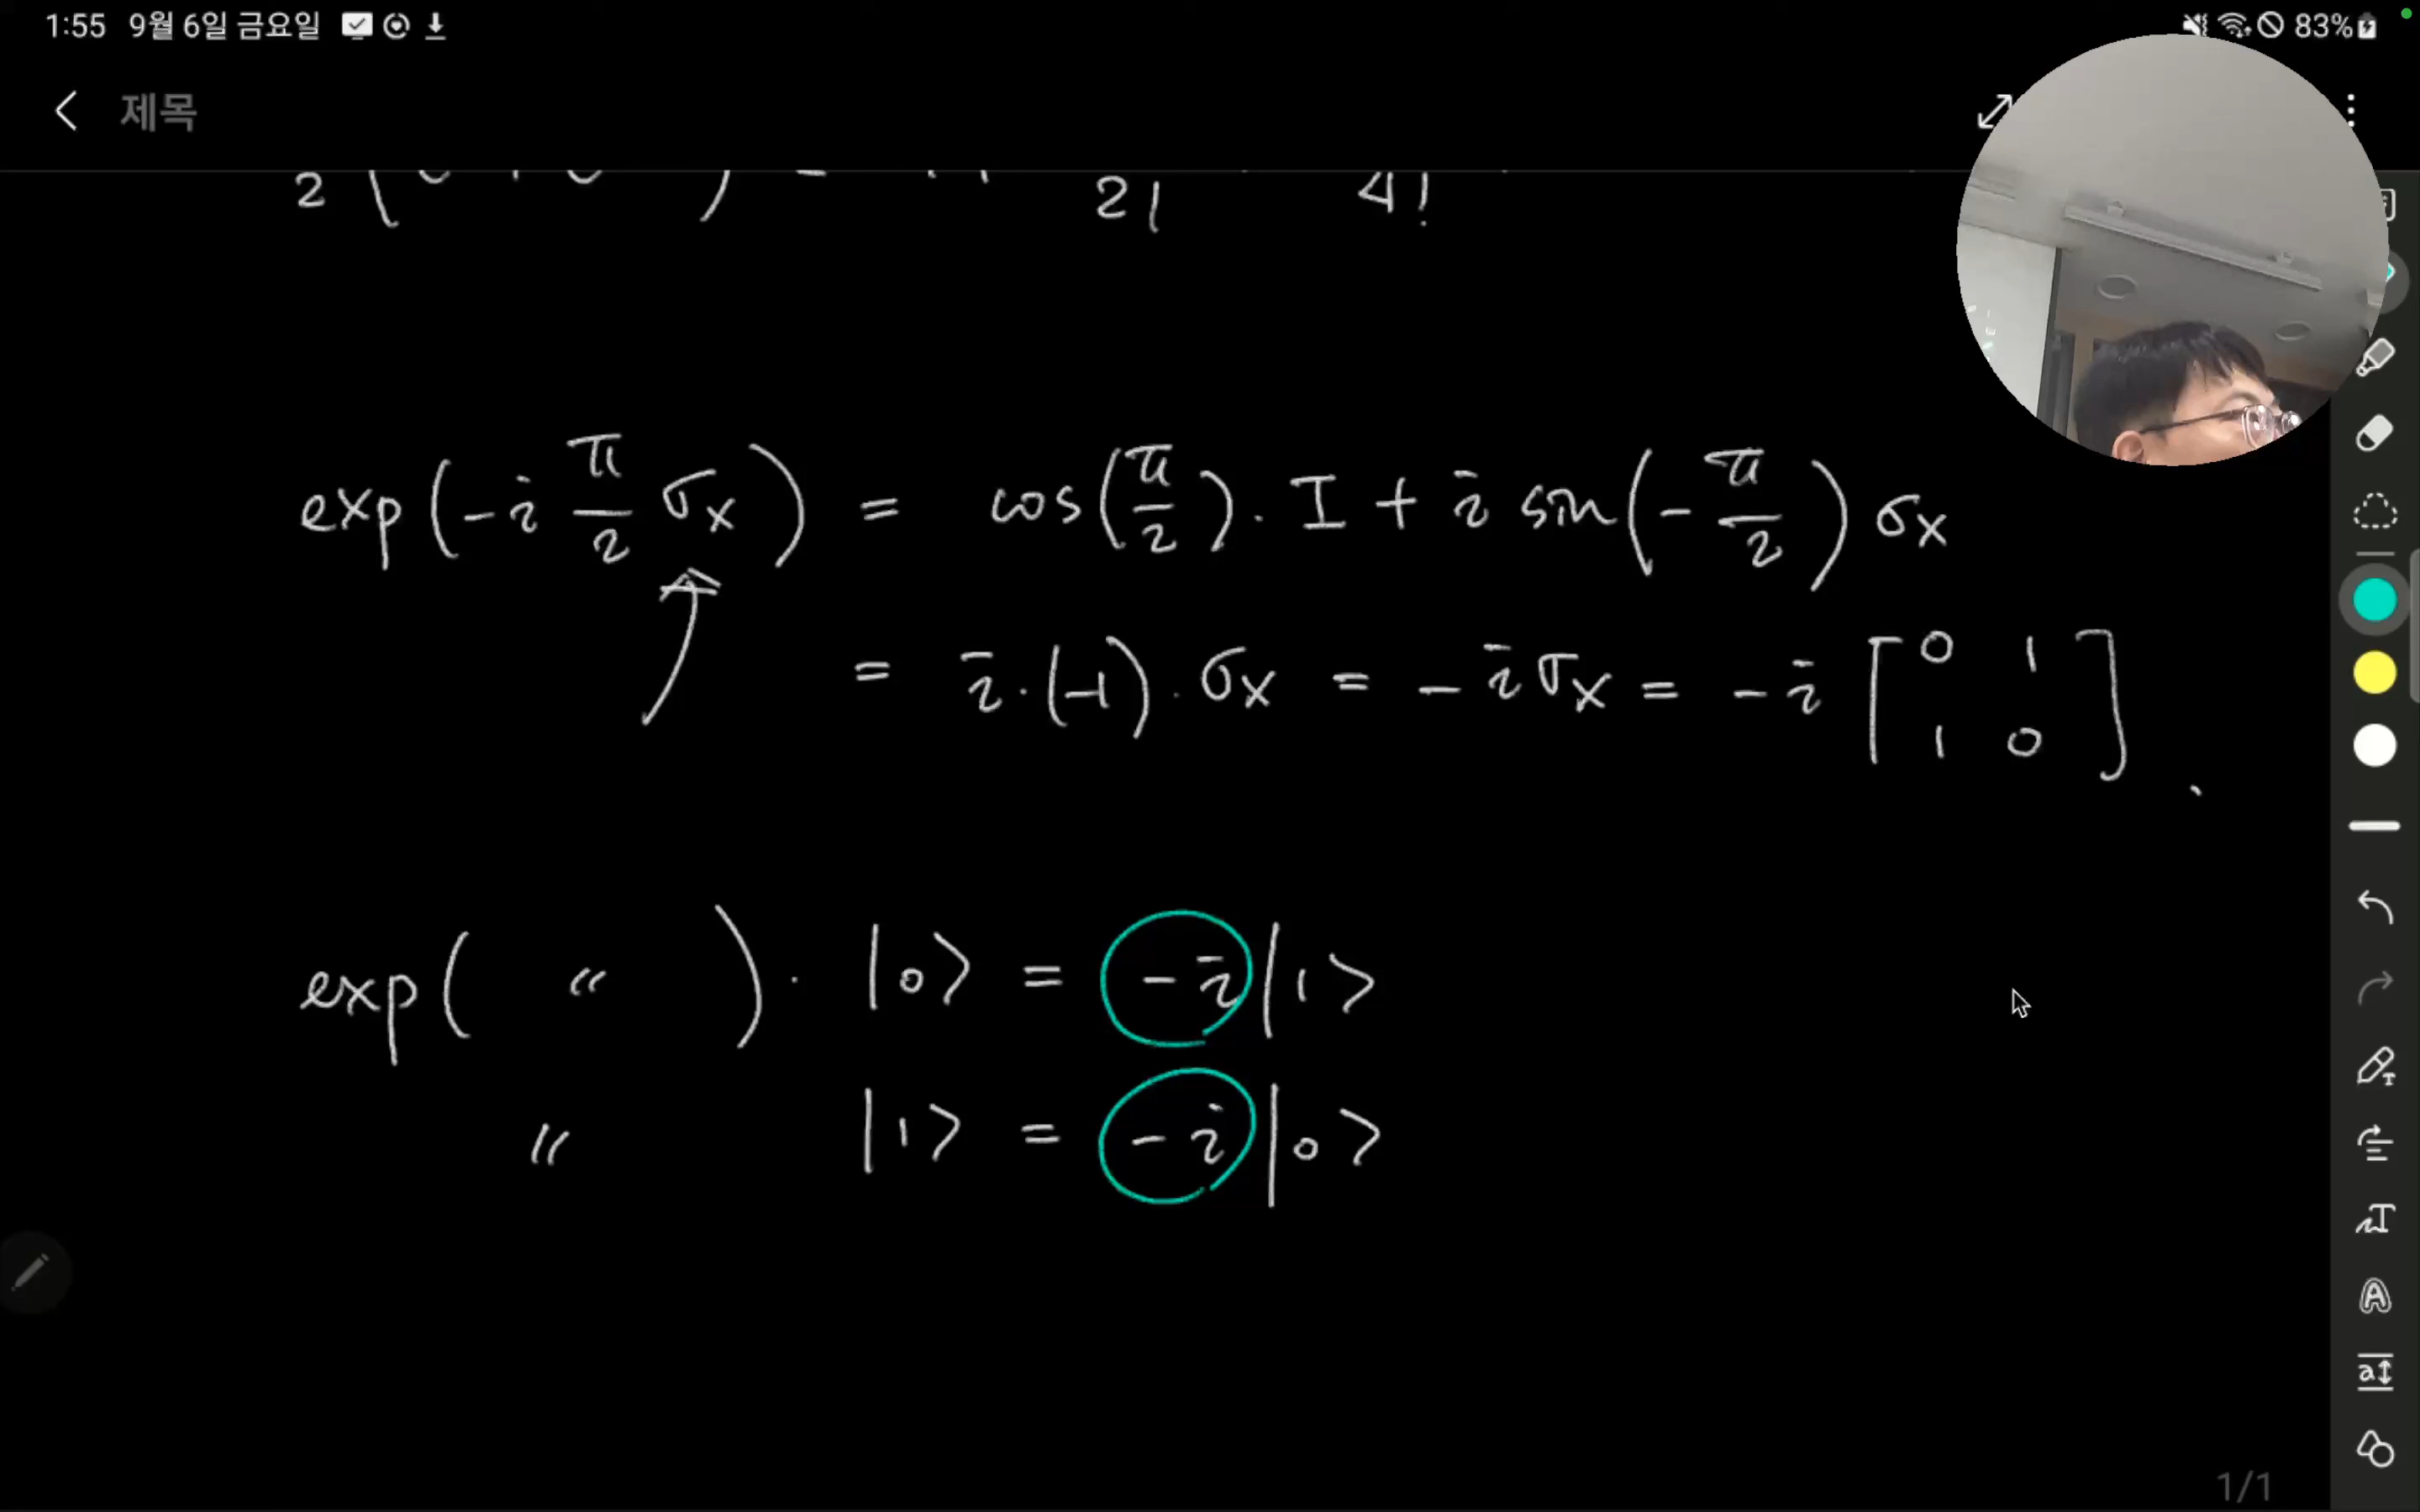 1:55 9월 6일 금요일 83%
제목
2 ( ) 2! 4!
exp(-i π/2 σx) = cos(π/2)· I + i sin(-π/2) σx
= i·(-1)·σx = -iσx = -i [0 1
1 0].
exp( 〃 )· |0> = -i|1>
〃 |1> = -i|0>
1/1